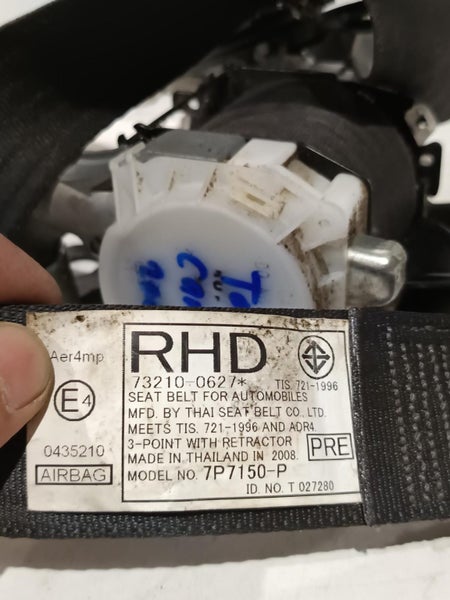 Aer4mp
E4
0435210
AIRBAG
RHD
73210-0627*
TIS. 721-1996
SEAT BELT FOR AUTOMOBILES
MFD. BY THAI SEAT BELT CO., LTD.
MEETS TIS. 721-1996 AND ADR4
3-POINT WITH RETRACTOR
PRE
MADE IN THAILAND IN 2008.
MODEL NO. 7P7150-P
ID. NO. T 027280